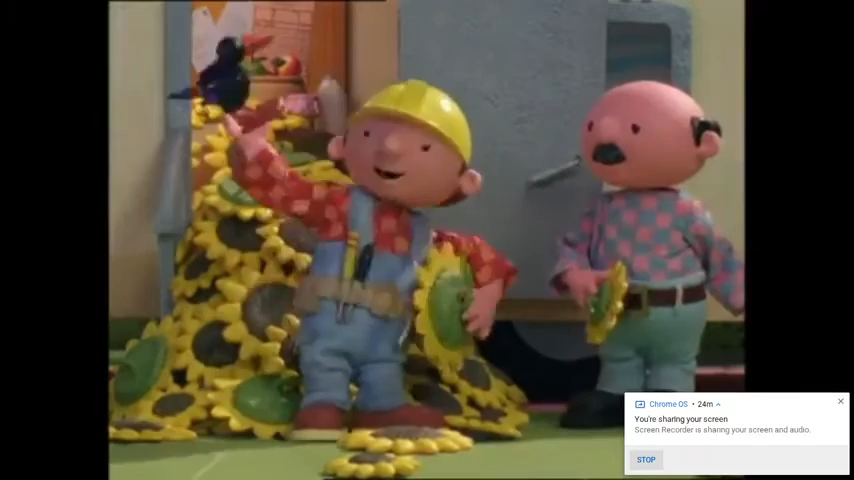 Chrome OS • 24m
You're sharing your screen
Screen Recorder is sharing your screen and audio.
STOP